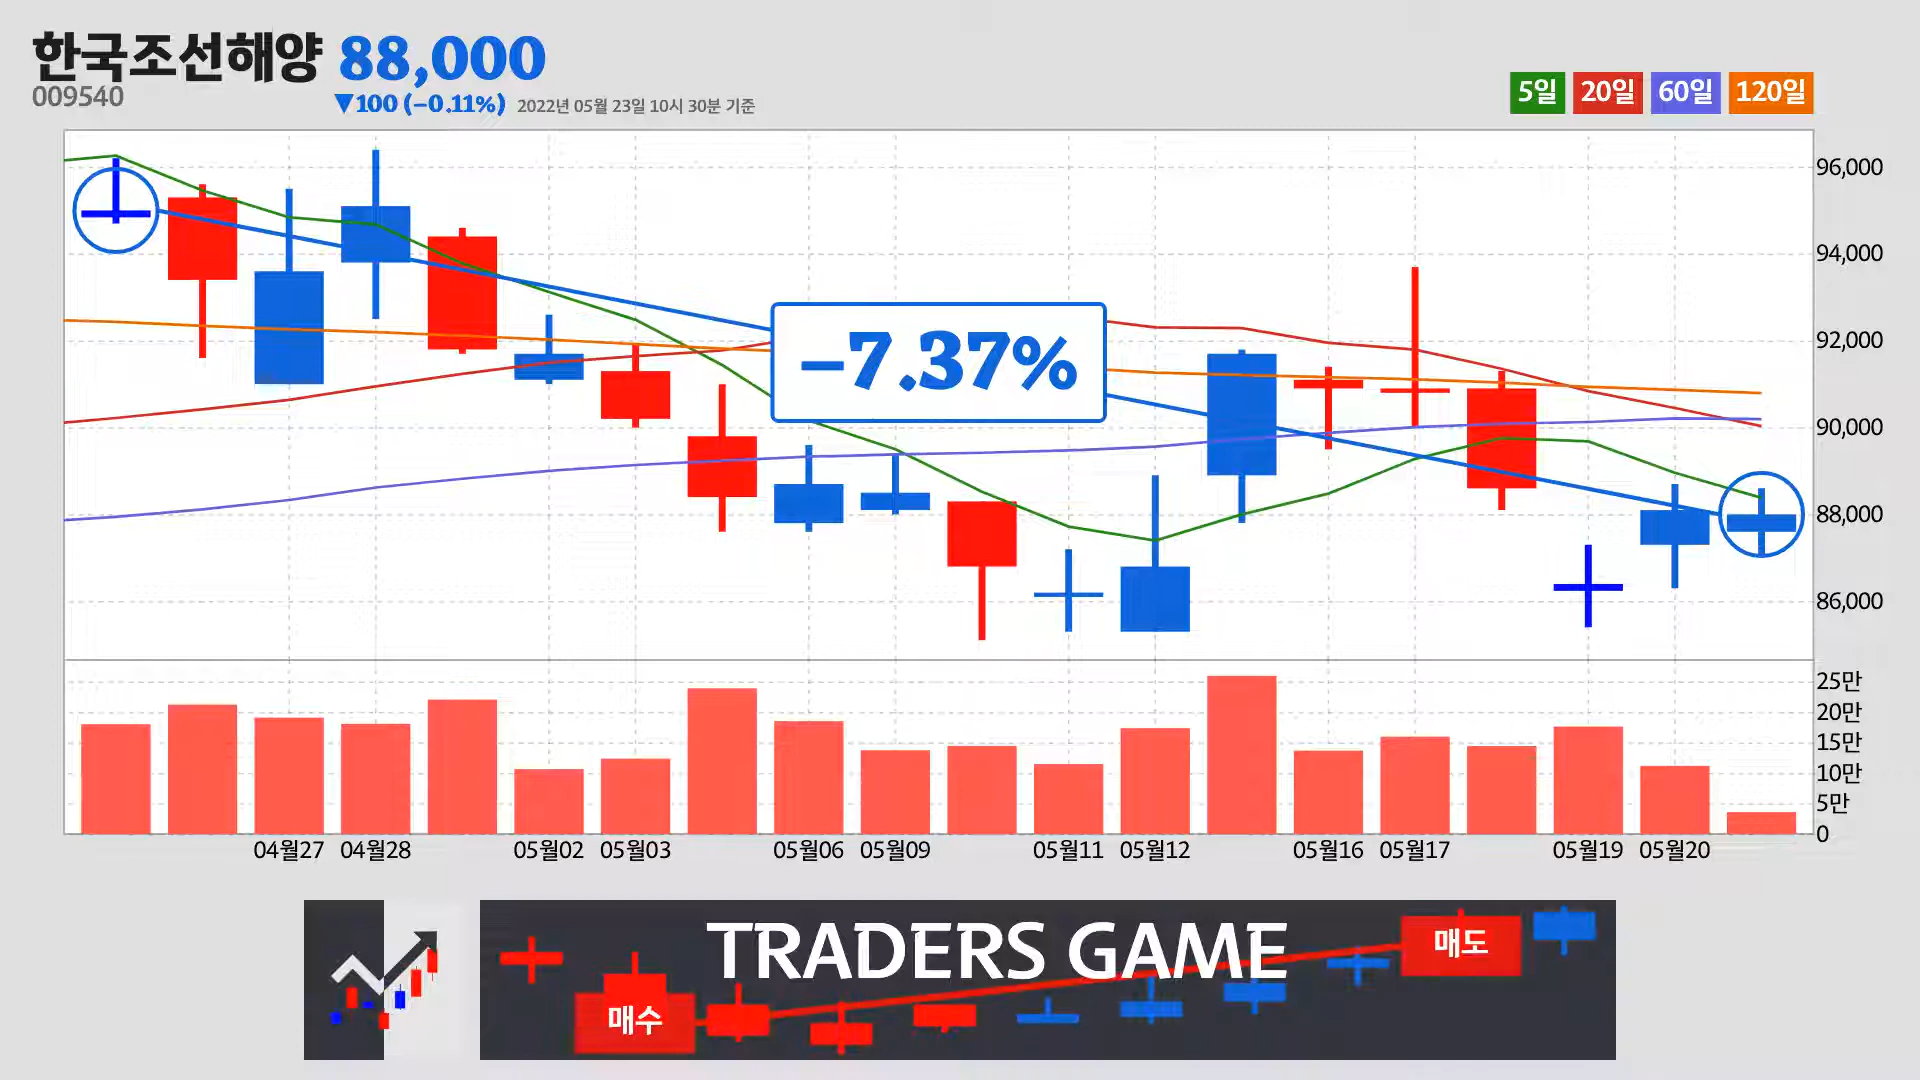 한국조선해양 88,000
009540
▼100 (−0.11%) 2022년 05월 23일 10시 30분 기준
5일 20일 60일 120일
96,000
94,000
92,000
90,000
88,000
86,000
−7.37%
25만
20만
15만
10만
5만
0
04월27 04월28 05월02 05월03 05월06 05월09 05월11 05월12 05월16 05월17 05월19 05월20
TRADERS GAME
매도
매수